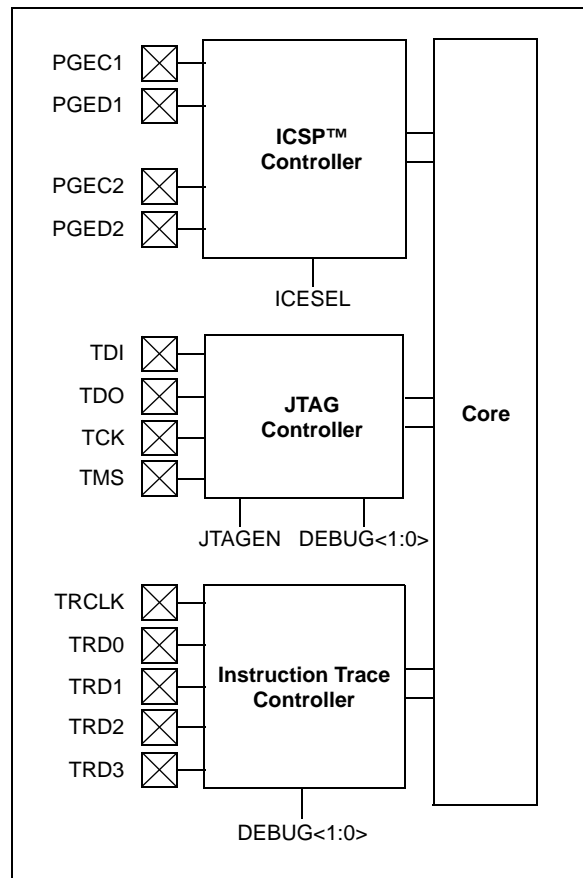 PGEC1
PGED1
PGEC2
PGED2
ICSP™
Controller
ICESEL
TDI
TDO
TCK
TMS
JTAG
Controller
JTAGEN DEBUG<1:0>
Core
TRCLK
TRD0
TRD1
TRD2
TRD3
Instruction Trace
Controller
DEBUG<1:0>